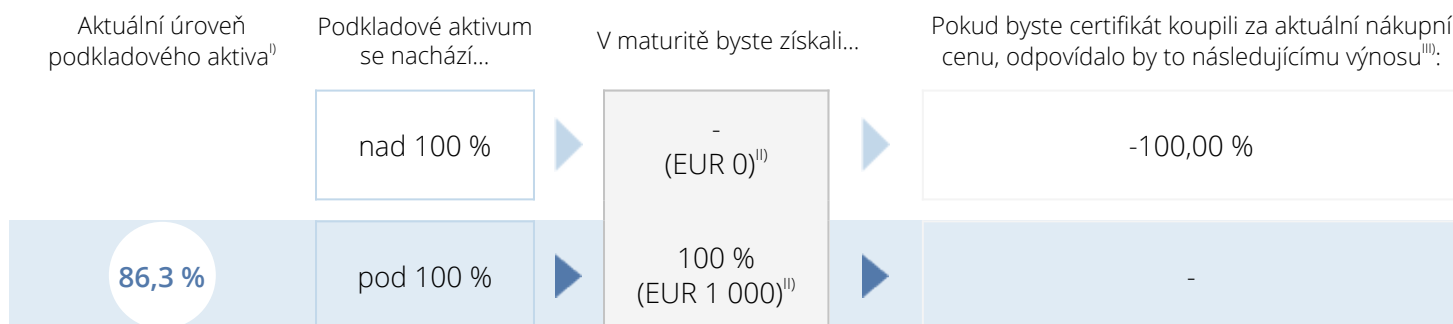 Aktuální úroveň
podkladového aktiva I)
Podkladové aktivum
se nachází...
V maturitě byste získali...
Pokud byste certifikát koupili za aktuální nákupní
cenu, odpovídalo by to následujícímu výnosu III):
nad 100 %
-
(EUR 0) II)
-100,00 %
86,3 %
pod 100 %
100 %
(EUR 1 000) II)
-